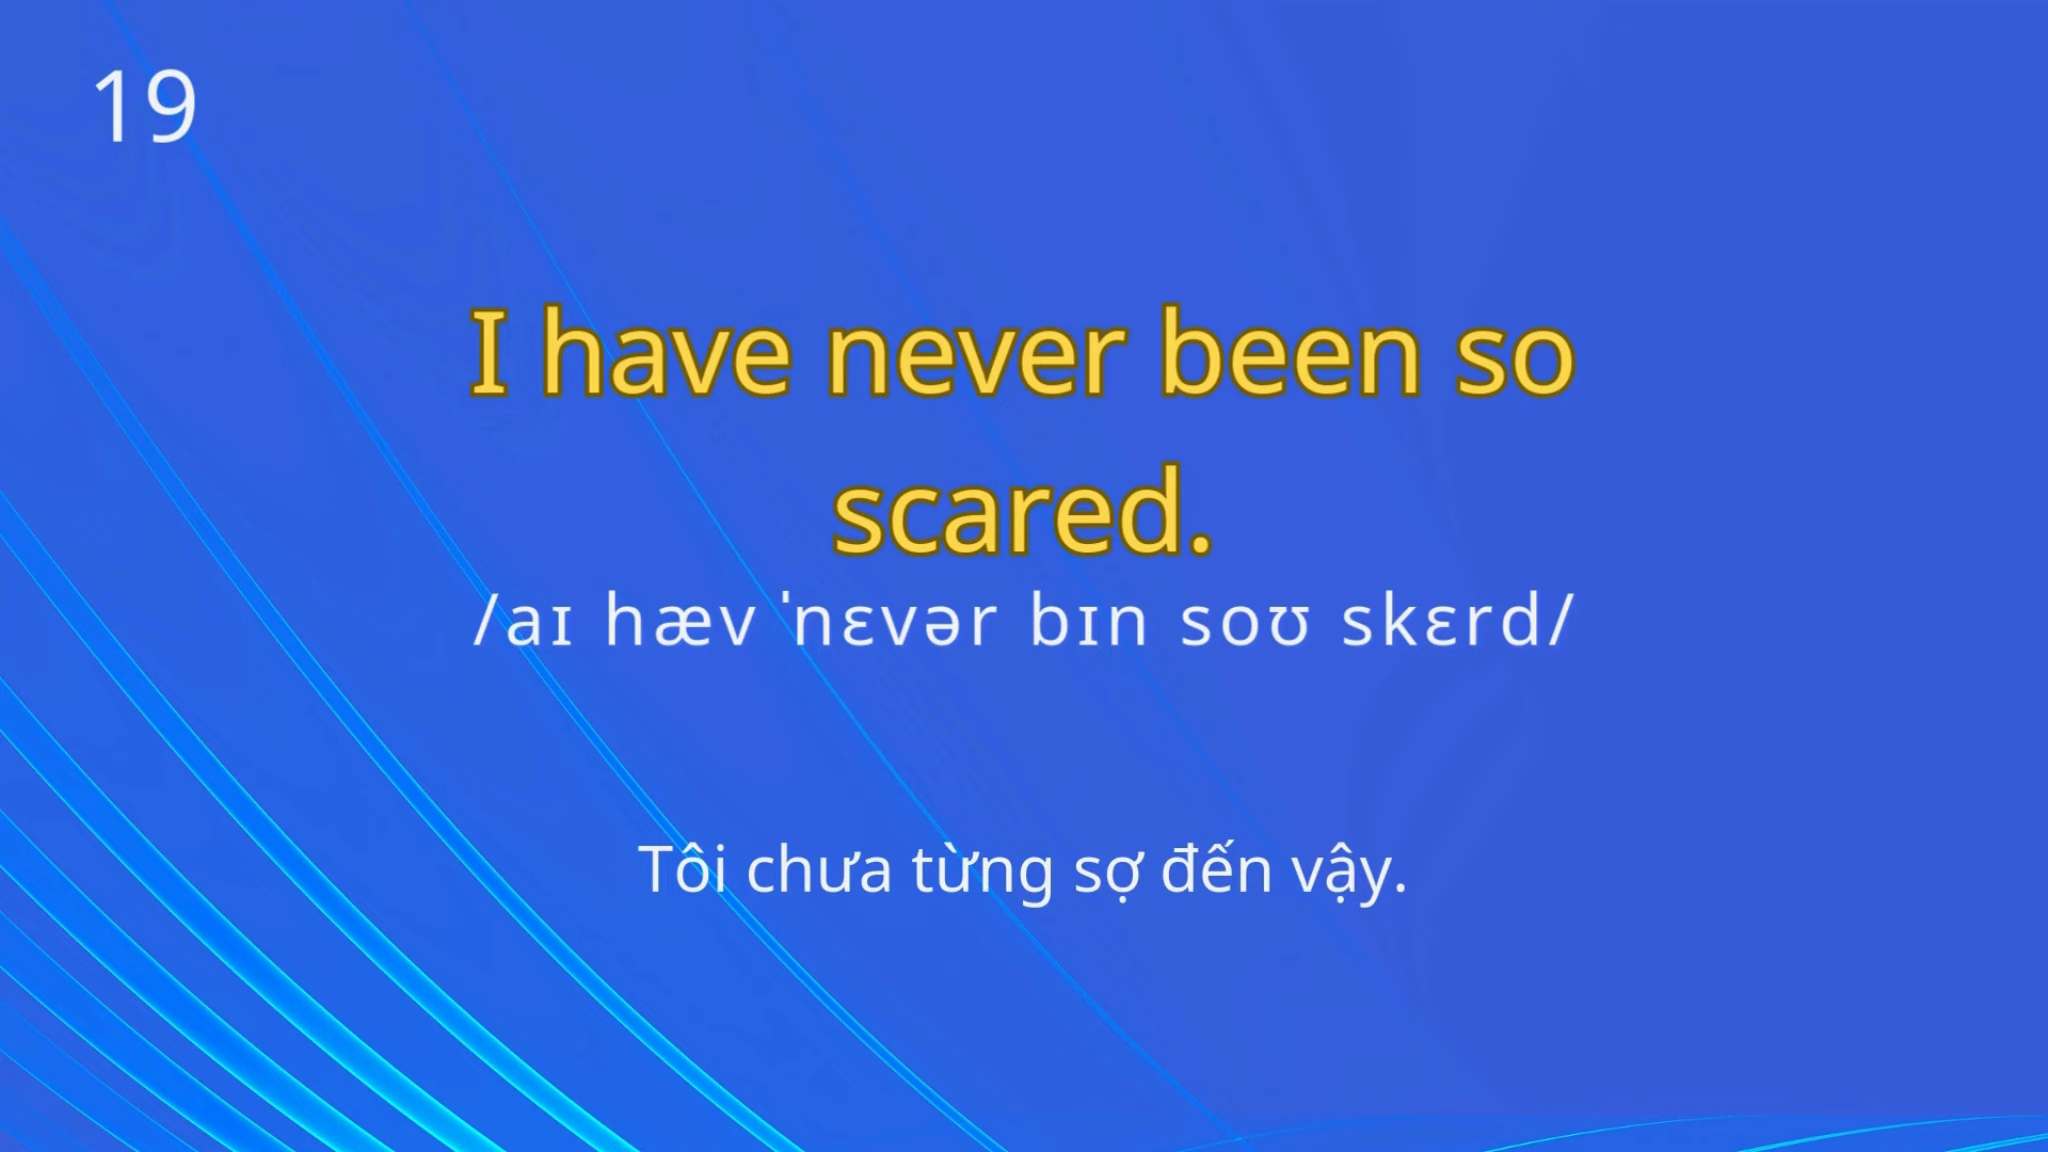 19
I have never been so
scared.
/aɪ hæv ˈnɛvər bɪn soʊ skɛrd/
Tôi chưa từng sợ đến vậy.